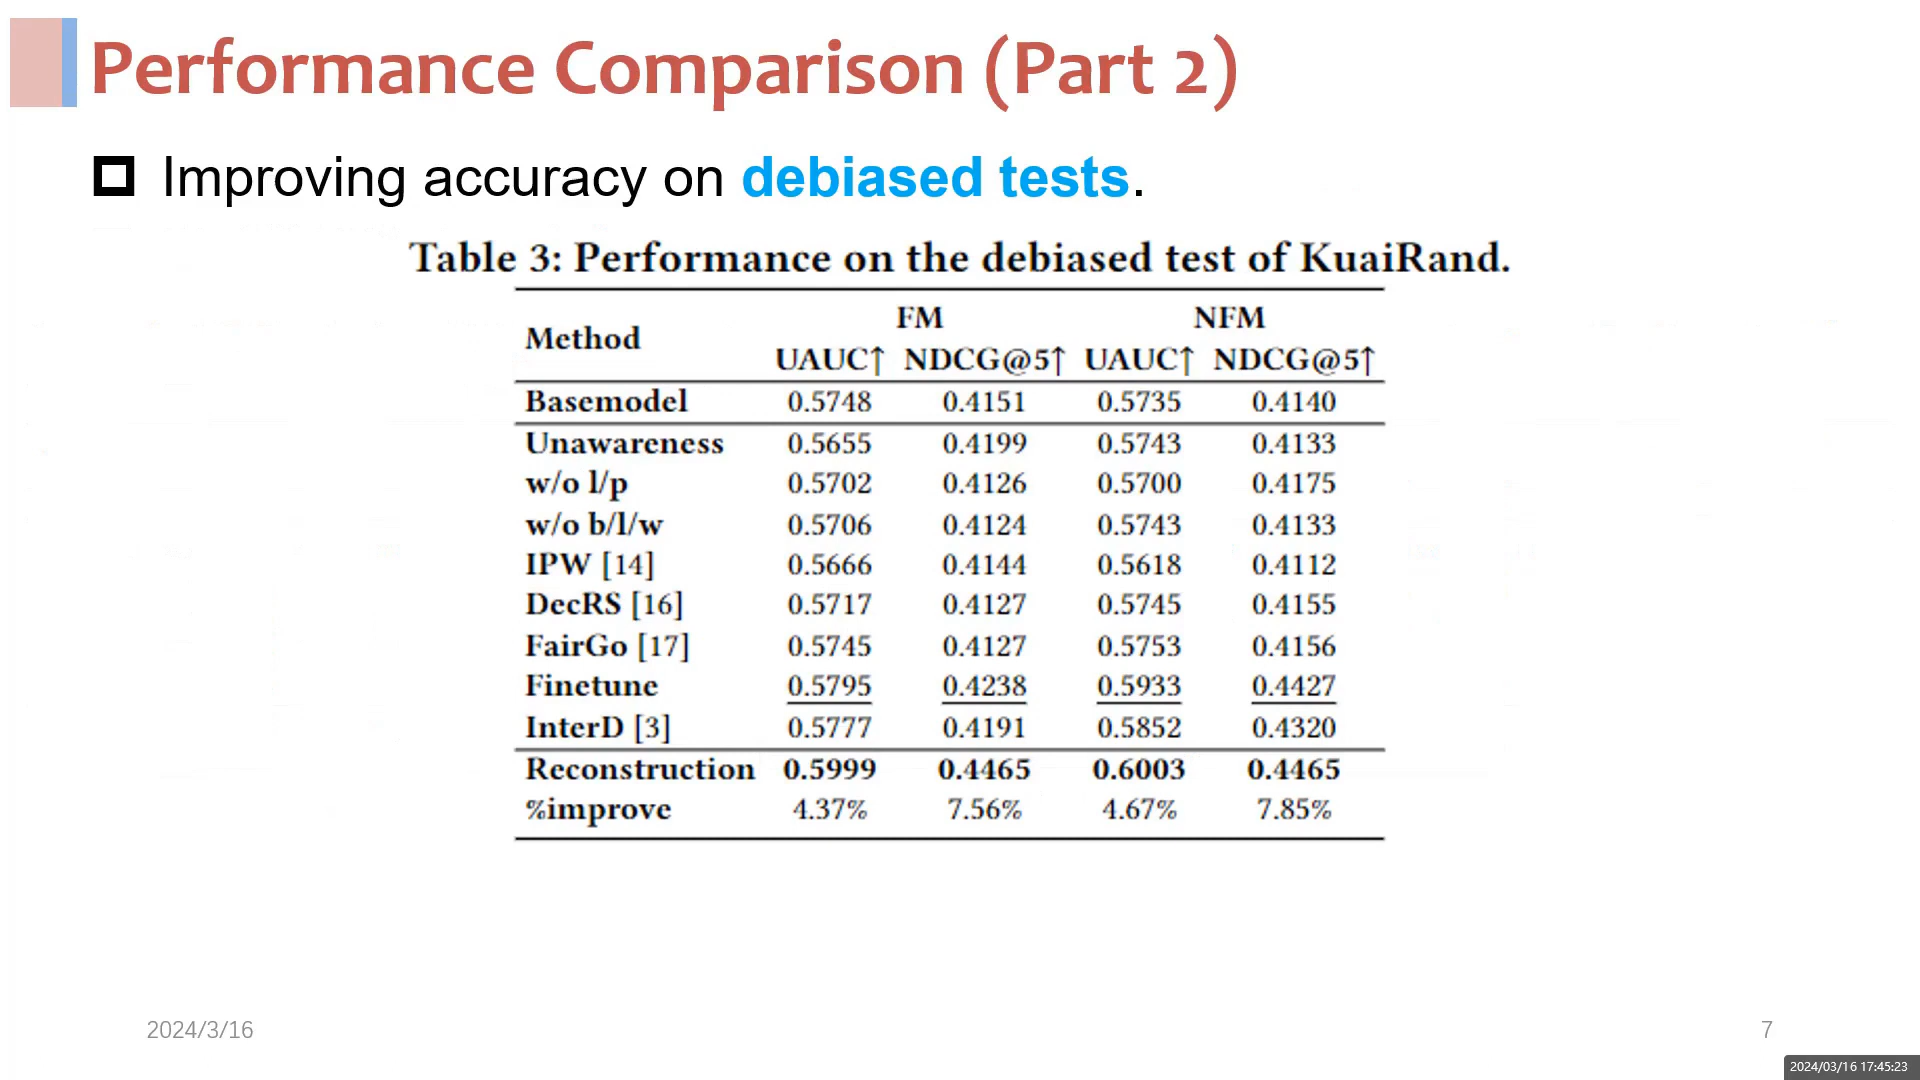 Performance Comparison (Part 2)
Improving accuracy on debiased tests.
Table 3: Performance on the debiased test of KuaiRand.
Method FM NFM
UAUC↑ NDCG@5↑ UAUC↑ NDCG@5↑
Basemodel 0.5748 0.4151 0.5735 0.4140
Unawareness 0.5655 0.4199 0.5743 0.4133
w/o l/p 0.5702 0.4126 0.5700 0.4175
w/o b/l/w 0.5706 0.4124 0.5743 0.4133
IPW [14] 0.5666 0.4144 0.5618 0.4112
DecRS [16] 0.5717 0.4127 0.5745 0.4155
FairGo [17] 0.5745 0.4127 0.5753 0.4156
Finetune 0.5795 0.4238 0.5933 0.4427
InterD [3] 0.5777 0.4191 0.5852 0.4320
Reconstruction 0.5999 0.4465 0.6003 0.4465
%improve 4.37% 7.56% 4.67% 7.85%
2024/3/16
7
2024/03/16 17:45:23